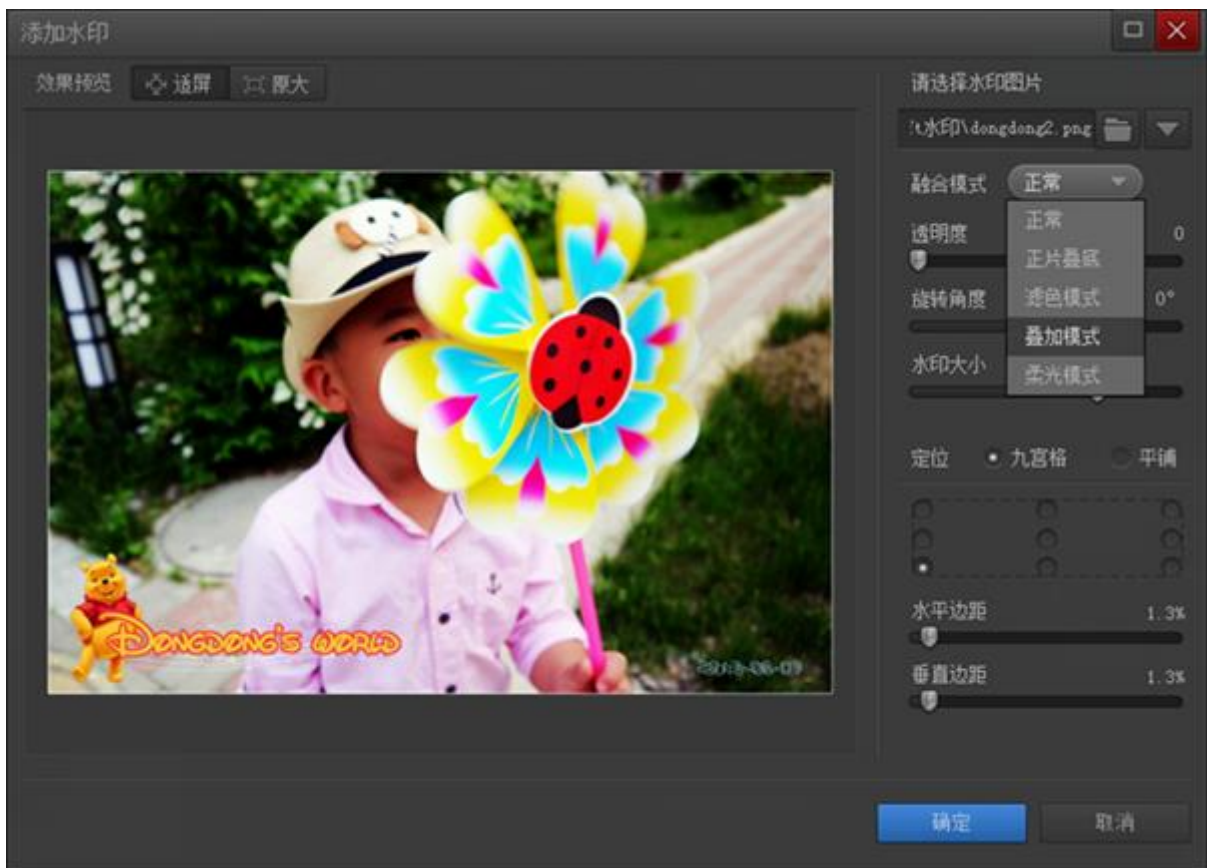 添加水印
效果预览 适屏 原大
请选择水印图片
水印\dongdong2.png
融合模式 正常
正常
正片叠底
滤色模式
叠加模式
柔光模式
透明度 0
旋转角度 0°
水印大小
定位 九宫格 平铺
水平边距 1.3%
垂直边距 1.3%
DONGDONG'S WORLD
确定 取消